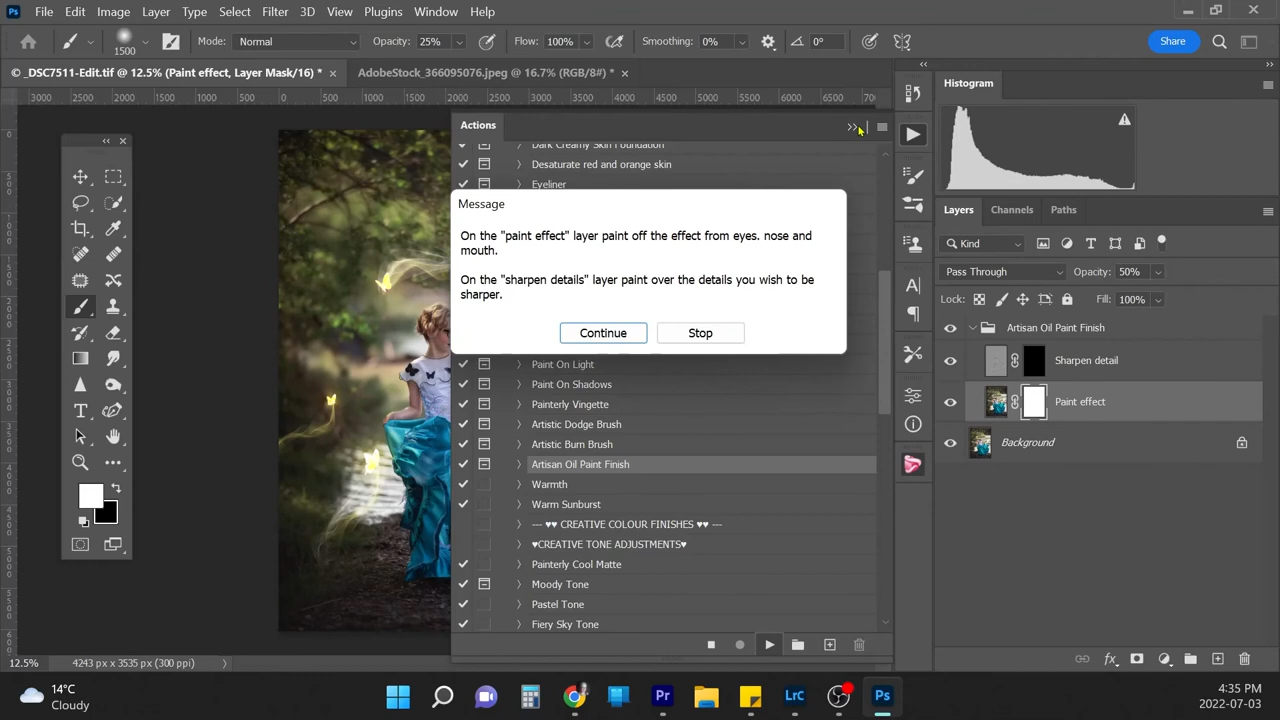 Ps File Edit Image Layer Type Select Filter 3D View Plugins Window Help
1500 Mode: Normal Opacity: 25% Flow: 100% Smoothing: 0% 0° Share
© _DSC7511-Edit.tif @ 12.5% (Paint effect, Layer Mask/16) * × AdobeStock_366095076.jpeg @ 16.7% (RGB/8#) * ×
3000 2500 2000 1500 1000 500 0 500 1000 1500 2000 2500 3000 3500 4000 4500 5000 5500 6000 6500
Actions
Dark Creamy Skin Foundation
Desaturate red and orange skin
Eyeliner
Message
On the "paint effect" layer paint off the effect from eyes. nose and
mouth.
On the "sharpen details" layer paint over the details you wish to be
sharper.
Continue Stop
Paint On Light
Paint On Shadows
Painterly Vingette
Artistic Dodge Brush
Artistic Burn Brush
Artisan Oil Paint Finish
Warmth
Warm Sunburst
--- ♥♥ CREATIVE COLOUR FINISHES ♥♥ ---
♥CREATIVE TONE ADJUSTMENTS♥
Painterly Cool Matte
Moody Tone
Pastel Tone
Fiery Sky Tone
Histogram
Layers Channels Paths
Kind
Pass Through Opacity: 50%
Lock: Fill: 100%
Artisan Oil Paint Finish
Sharpen detail
Paint effect
Background
12.5% 4243 px x 3535 px (300 ppi)
14°C
Cloudy
Pr Lrc Ps
4:35 PM
2022-07-03